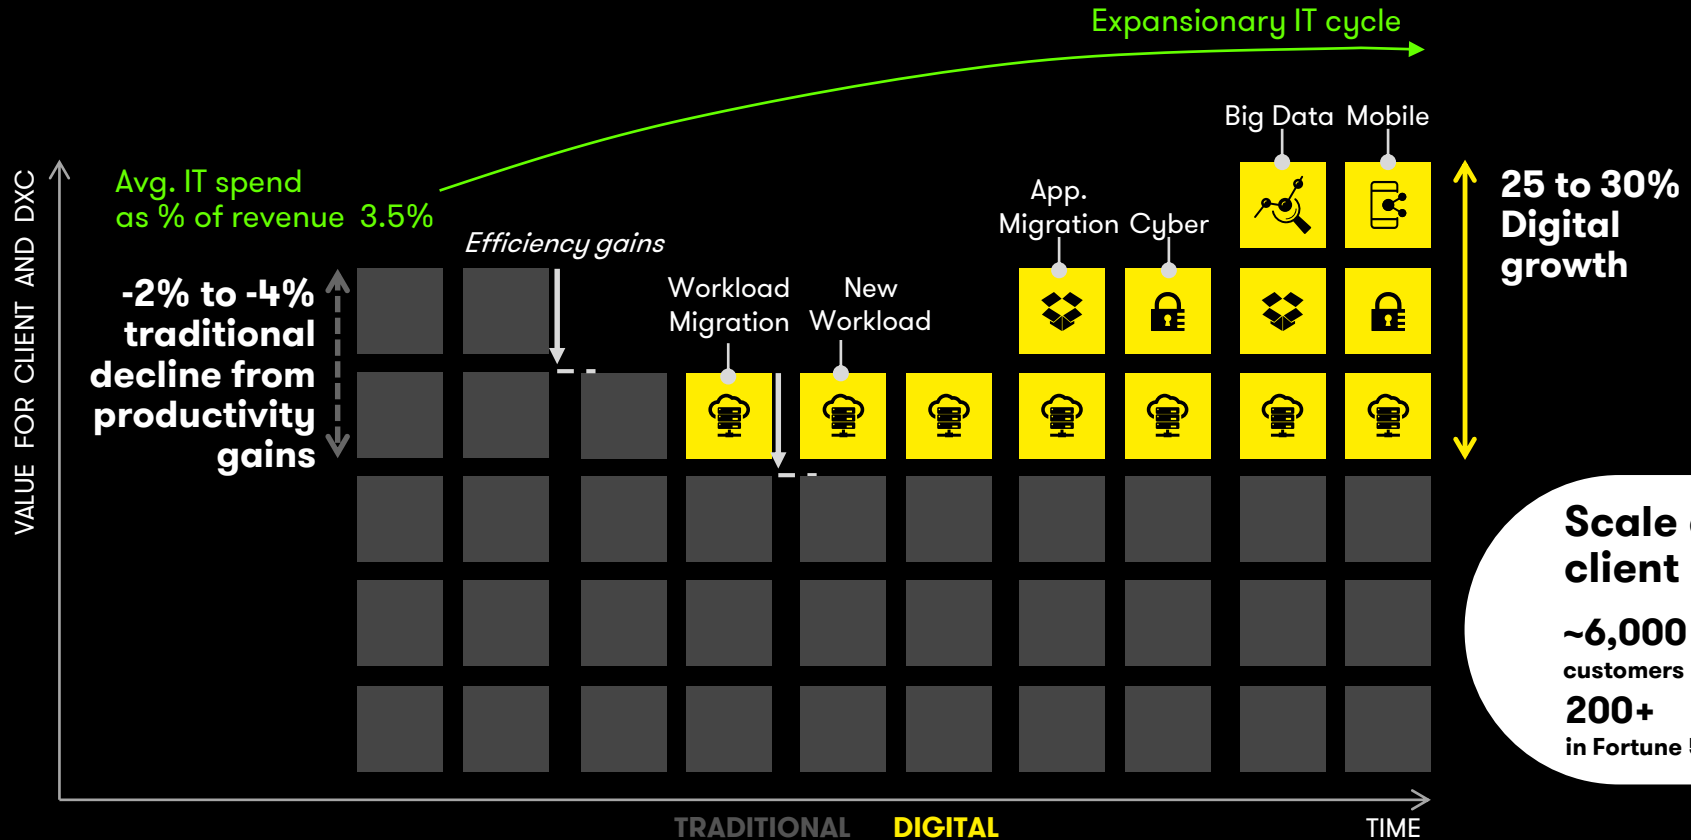 Expansionary IT cycle
Big Data Mobile
Avg. IT spend
as % of revenue 3.5%
App.
Migration Cyber
25 to 30%
Digital
growth
Efficiency gains
-2% to -4%
traditional
decline from
productivity
gains
Workload
Migration
New
Workload
VALUE FOR CLIENT AND DXC
Scale
client
~6,000
customers
200+
in Fortune
TRADITIONAL DIGITAL
TIME